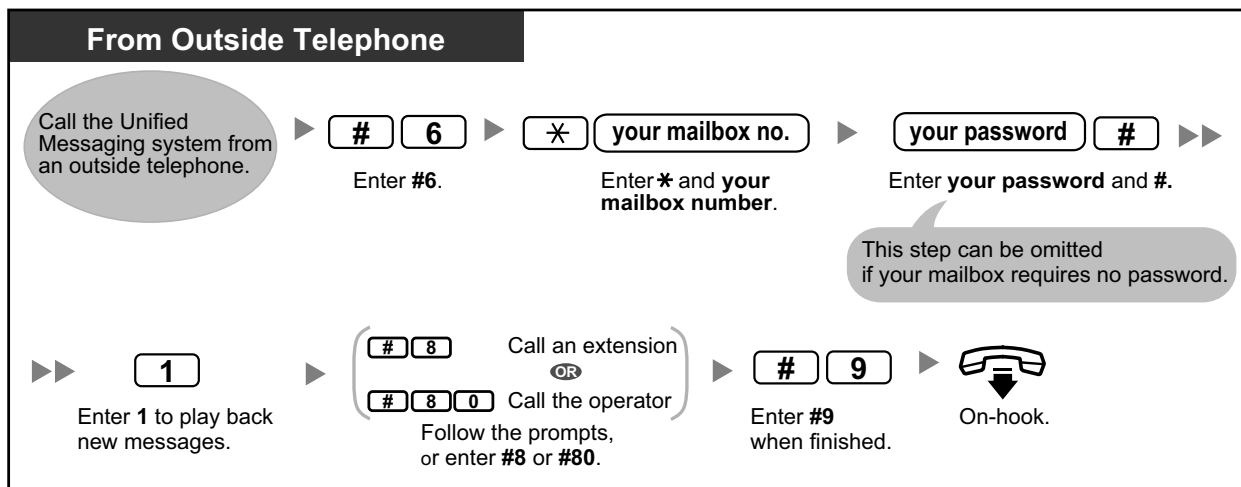 From Outside Telephone
Call the Unified
Messaging system from
an outside telephone.
# 6
Enter #6.
* your mailbox no.
Enter * and your
mailbox number.
your password #
Enter your password and #.
This step can be omitted
if your mailbox requires no password.
1
Enter 1 to play back
new messages.
# 8 Call an extension
OR
# 8 0 Call the operator
Follow the prompts,
or enter #8 or #80.
# 9
Enter #9
when finished.
On-hook.